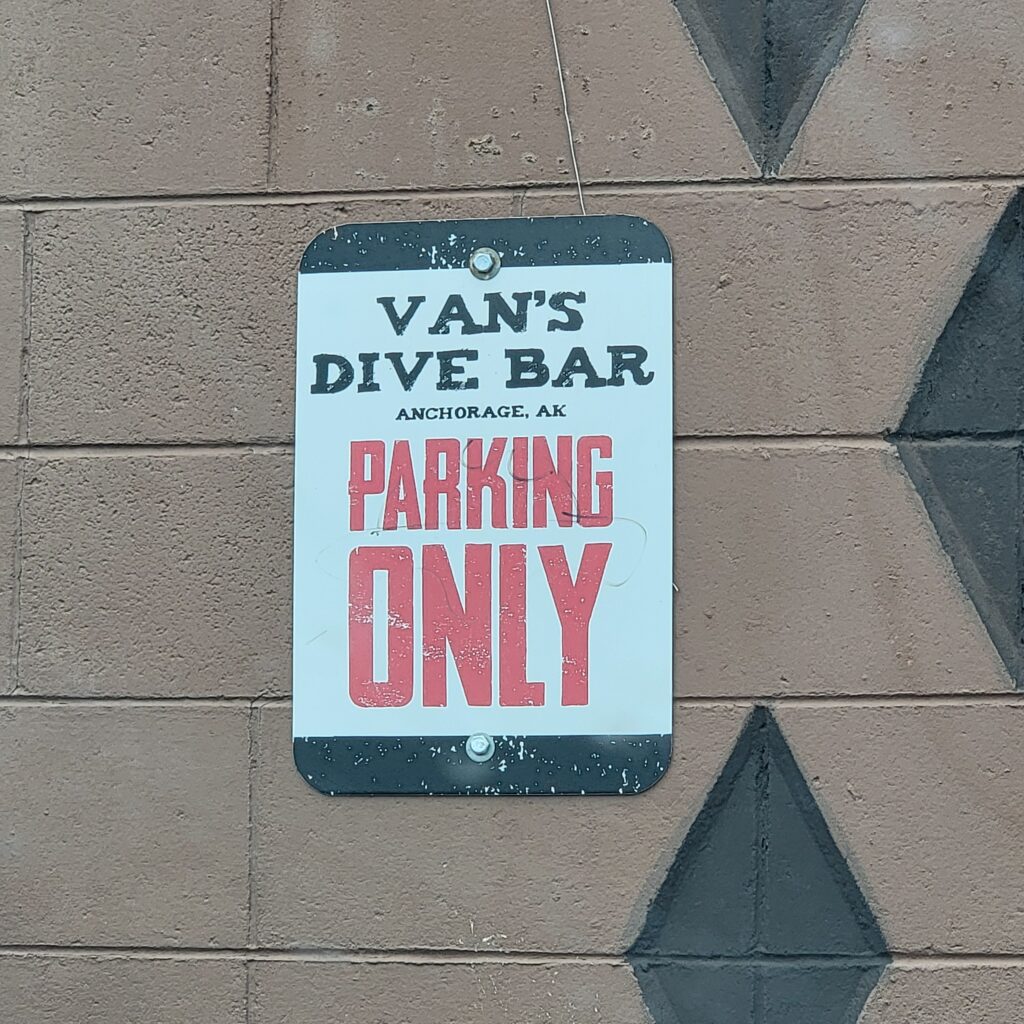 VAN'S
DIVE BAR
ANCHORAGE, AK
PARKING
ONLY